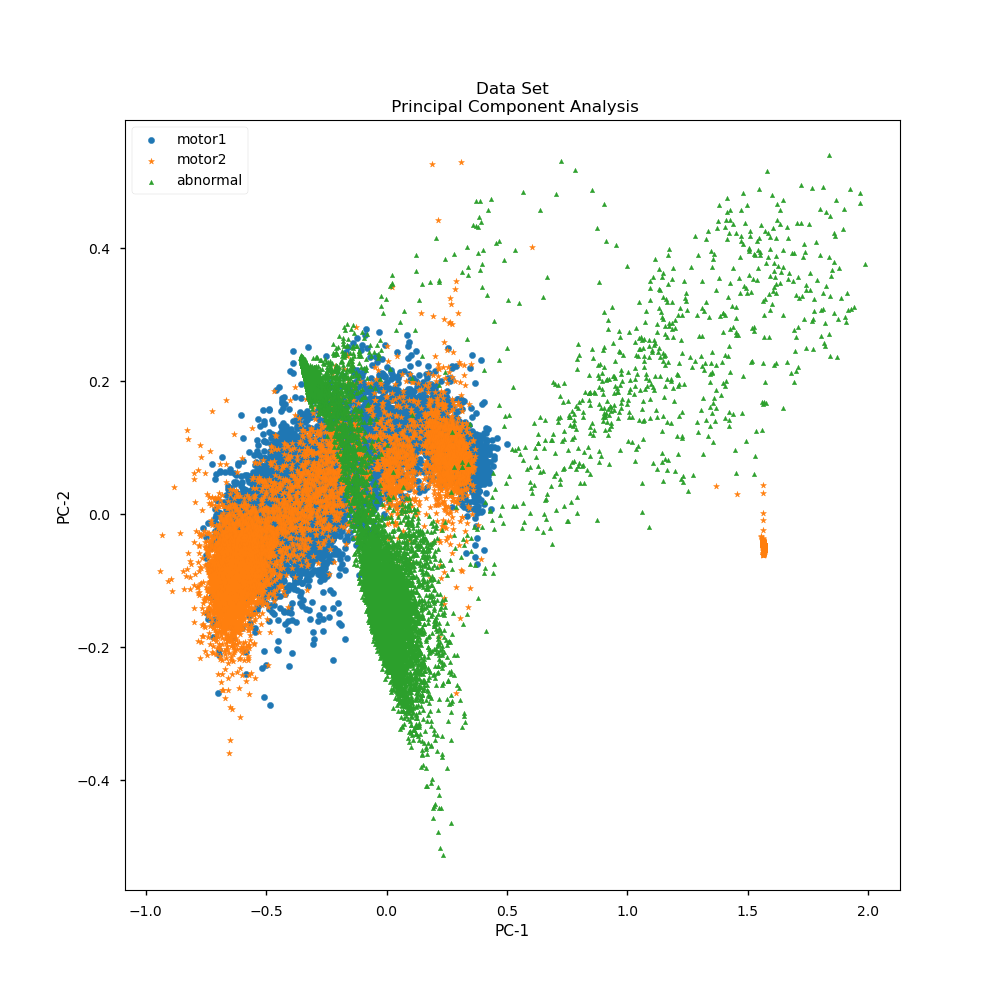 Data Set
Principal Component Analysis
motor1
motor2
abnormal
PC-2
0.4
0.2
0.0
−0.2
−0.4
−1.0 −0.5 0.0 0.5 1.0 1.5 2.0
PC-1